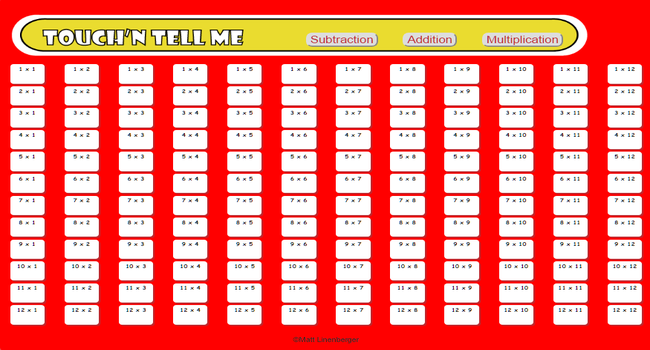 TOUCH'N TELL ME Subtraction Addition Multiplication
1 x 1 1 x 2 1 x 3 1 x 4 1 x 5 1 x 6 1 x 7 1 x 8 1 x 9 1 x 10 1 x 11 1 x 12
2 x 1 2 x 2 2 x 3 2 x 4 2 x 5 2 x 6 2 x 7 2 x 8 2 x 9 2 x 10 2 x 11 2 x 12
3 x 1 3 x 2 3 x 3 3 x 4 3 x 5 3 x 6 3 x 7 3 x 8 3 x 9 3 x 10 3 x 11 3 x 12
4 x 1 4 x 2 4 x 3 4 x 4 4 x 5 4 x 6 4 x 7 4 x 8 4 x 9 4 x 10 4 x 11 4 x 12
5 x 1 5 x 2 5 x 3 5 x 4 5 x 5 5 x 6 5 x 7 5 x 8 5 x 9 5 x 10 5 x 11 5 x 12
6 x 1 6 x 2 6 x 3 6 x 4 6 x 5 6 x 6 6 x 7 6 x 8 6 x 9 6 x 10 6 x 11 6 x 12
7 x 1 7 x 2 7 x 3 7 x 4 7 x 5 7 x 6 7 x 7 7 x 8 7 x 9 7 x 10 7 x 11 7 x 12
8 x 1 8 x 2 8 x 3 8 x 4 8 x 5 8 x 6 8 x 7 8 x 8 8 x 9 8 x 10 8 x 11 8 x 12
9 x 1 9 x 2 9 x 3 9 x 4 9 x 5 9 x 6 9 x 7 9 x 8 9 x 9 9 x 10 9 x 11 9 x 12
10 x 1 10 x 2 10 x 3 10 x 4 10 x 5 10 x 6 10 x 7 10 x 8 10 x 9 10 x 10 10 x 11 10 x 12
11 x 1 11 x 2 11 x 3 11 x 4 11 x 5 11 x 6 11 x 7 11 x 8 11 x 9 11 x 10 11 x 11 11 x 12
12 x 1 12 x 2 12 x 3 12 x 4 12 x 5 12 x 6 12 x 7 12 x 8 12 x 9 12 x 10 12 x 11 12 x 12